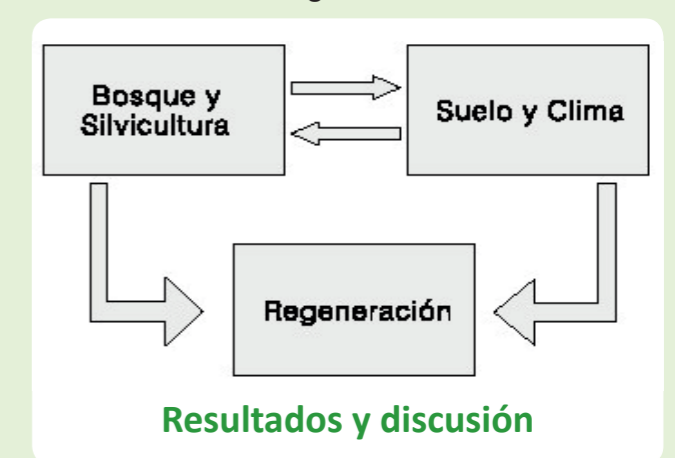 Bosque y
Silvicultura
Suelo y Clima
Regeneración
Resultados y discusión